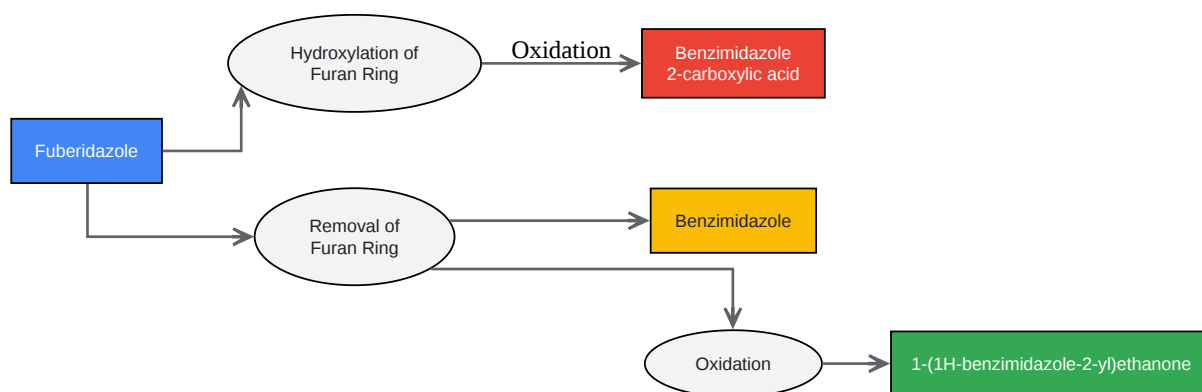 Hydroxylation of
Furan Ring
Oxidation
Benzimidazole
2-carboxylic acid
Fuberidazole
Removal of
Furan Ring
Benzimidazole
Oxidation
1-(1H-benzimidazole-2-yl)ethanone